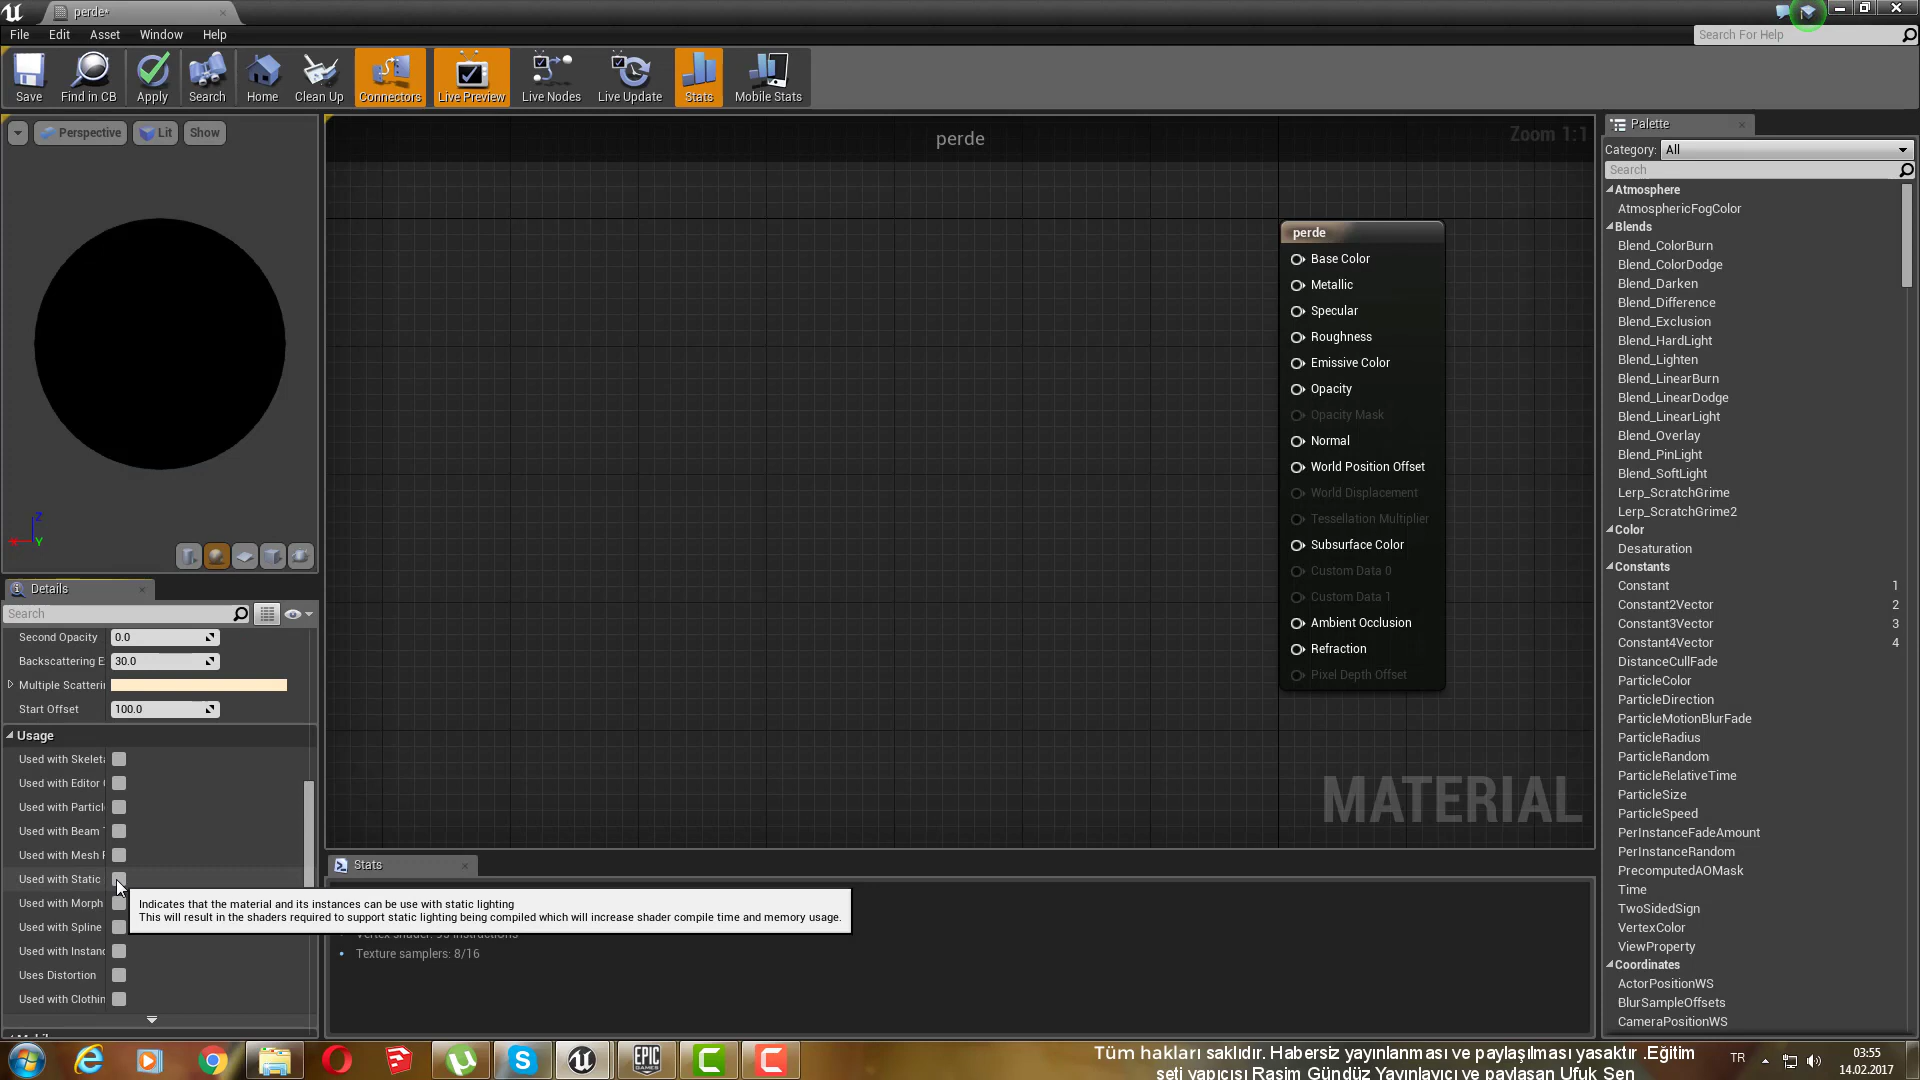 perde*
File Edit Asset Window Help
Search For Help
Save Find in CB Apply Search Home Clean Up Connectors Live Preview Live Nodes Live Update Stats Mobile Stats
Perspective Lit Show
perde
Zoom 1:1
perde
Base Color
Metallic
Specular
Roughness
Emissive Color
Opacity
Opacity Mask
Normal
World Position Offset
World Displacement
Tessellation Multiplier
Subsurface Color
Custom Data 0
Custom Data 1
Ambient Occlusion
Refraction
Pixel Depth Offset
MATERIAL
Z
X
Y
Details
Search
Second Opacity 0.0
Backscattering E 30.0
Multiple Scatteri
Start Offset 100.0
Usage
Used with Skelet
Used with Editor
Used with Particl
Used with Beam
Used with Mesh
Used with Static
Used with Morph
Used with Spline
Used with Instanc
Uses Distortion
Used with Clothin
Indicates that the material and its instances can be use with static lighting
This will result in the shaders required to support static lighting being compiled which will increase shader compile time and memory usage.
Stats
Texture samplers: 8/16
Palette
Category: All
Search
Atmosphere
AtmosphericFogColor
Blends
Blend_ColorBurn
Blend_ColorDodge
Blend_Darken
Blend_Difference
Blend_Exclusion
Blend_HardLight
Blend_Lighten
Blend_LinearBurn
Blend_LinearDodge
Blend_LinearLight
Blend_Overlay
Blend_PinLight
Blend_SoftLight
Lerp_ScratchGrime
Lerp_ScratchGrime2
Color
Desaturation
Constants
Constant 1
Constant2Vector 2
Constant3Vector 3
Constant4Vector 4
DistanceCullFade
ParticleColor
ParticleDirection
ParticleMotionBlurFade
ParticleRadius
ParticleRandom
ParticleRelativeTime
ParticleSize
ParticleSpeed
PerInstanceFadeAmount
PerInstanceRandom
PrecomputedAOMask
Time
TwoSidedSign
VertexColor
ViewProperty
Coordinates
ActorPositionWS
BlurSampleOffsets
CameraPositionWS
EPIC
GAMES
Tüm hakları saklıdır. Habersiz yayınlanması ve paylaşılması yasaktır .Eğitim
seti yapıcısı Rasim Gündüz Yayınlayıcı ve paylaşan Ufuk Şen
TR
03:55
14.02.2017